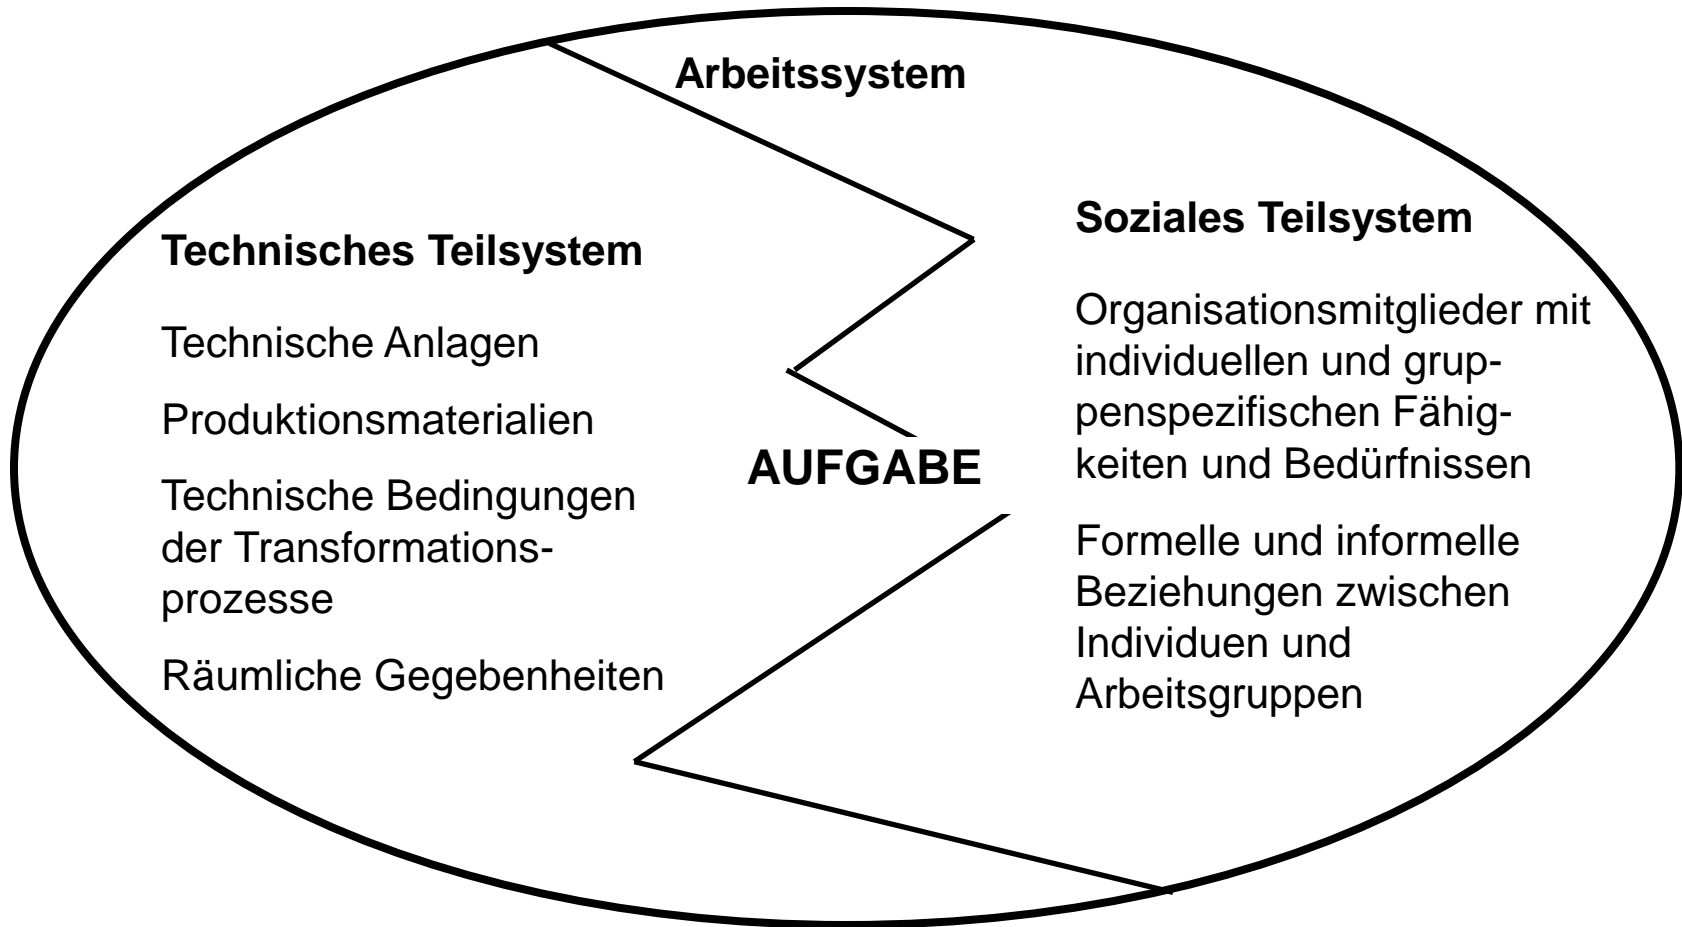 Arbeitssystem
Technisches Teilsystem
Technische Anlagen
Produktionsmaterialien
Technische Bedingungen
der Transformations-
prozesse
Räumliche Gegebenheiten
AUFGABE
Soziales Teilsystem
Organisationsmitglieder mit
individuellen und grup-
penspezifischen Fähig-
keiten und Bedürfnissen
Formelle und informelle
Beziehungen zwischen
Individuen und
Arbeitsgruppen